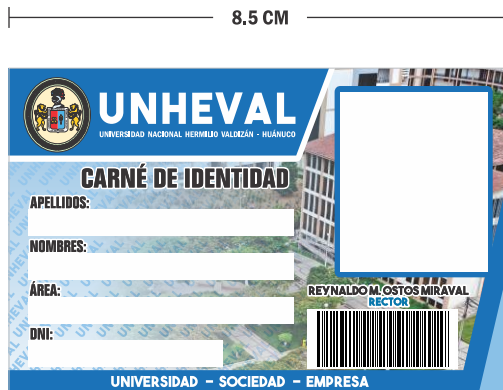 8.5 CM
UNHEVAL
UNIVERSIDAD NACIONAL HERMILIO VALDIZÁN - HUÁNUCO
CARNÉ DE IDENTIDAD
APELLIDOS:
NOMBRES:
ÁREA:
DNI:
REYNALDO M. OSTOS MIRAVAL
RECTOR
UNIVERSIDAD - SOCIEDAD - EMPRESA